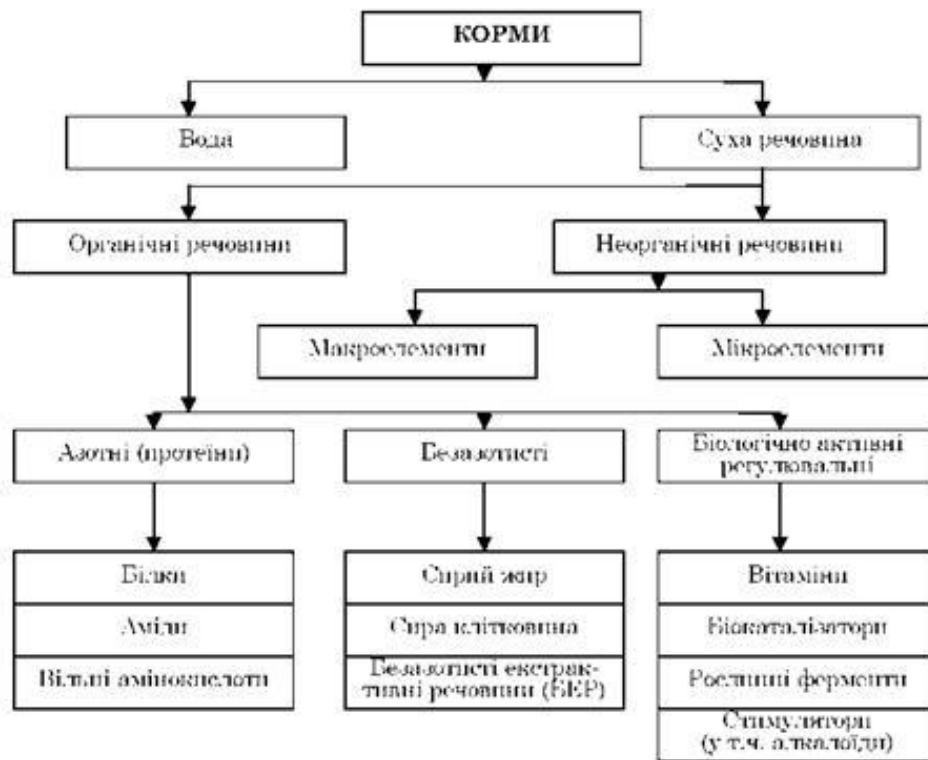 КОРМИ
Вода
Суха речовина
Органічні речовини
Неорганічні речовини
Макроелементи
Мікроелементи
Азотні (протеїни)
Безазотисті
Біологічно активні
регулювальні
Білки
Аміди
Вільні амінокислоти
Сирий жир
Сира клітковина
Безазотисті екстрак-
тивні речовини (БЕР)
Вітаміни
Біокаталізатори
Рослинні ферменти
Стимулятори
(у т.ч. алкалоїди)